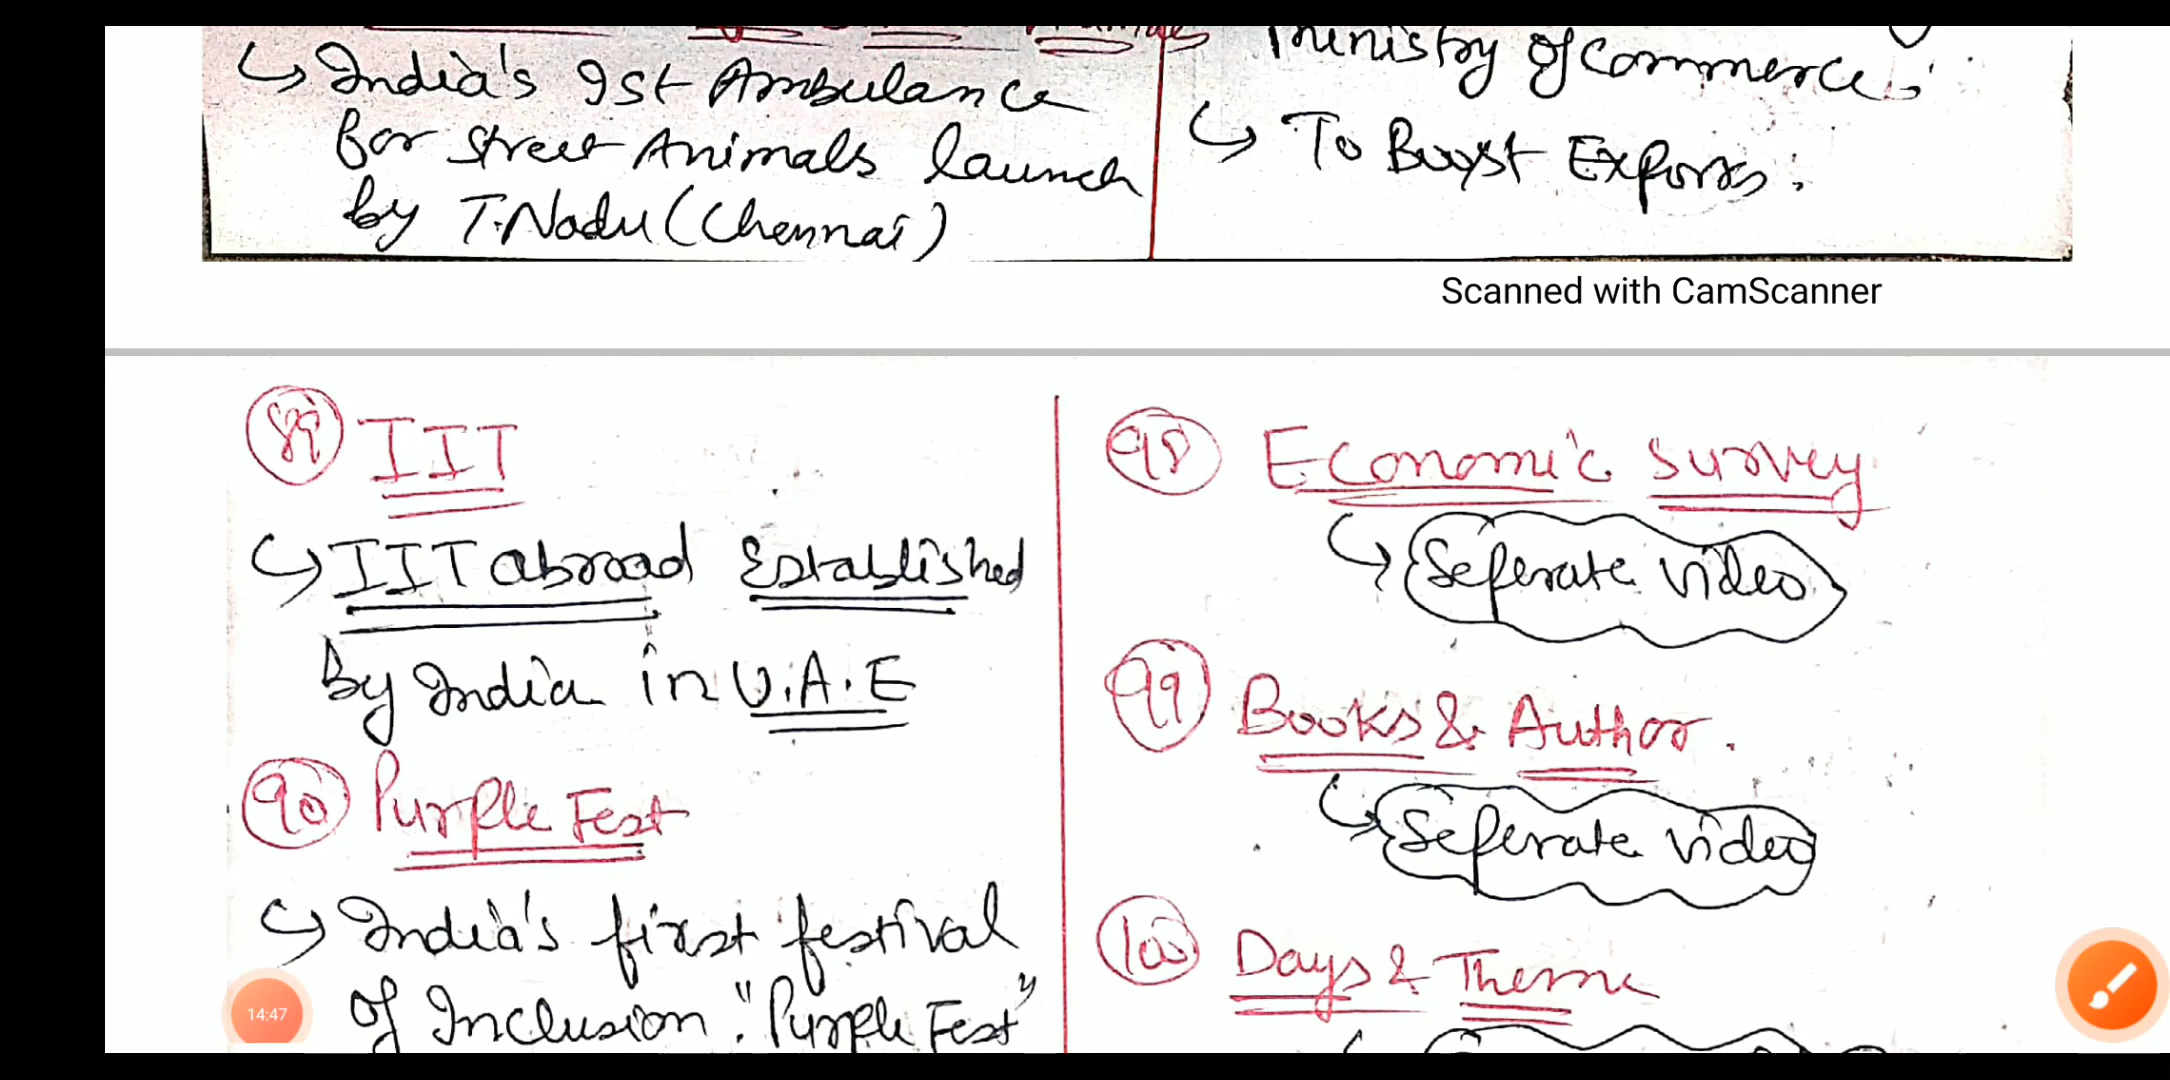 India's 1st Ambulance
for Street Animals launch
by T.Nadu (Chennai)
Ministry of Commerce.
To Boost Exports.
Scanned with CamScanner
89 IIT
IIT abroad Established
By India in U.A.E
90 Purple Fest
India's first festival
Of Inclusion. "Purple Fest"
98 Economic Survey
Seperate video
99 Books & Author.
Seperate video
100 Days & Theme
14:47